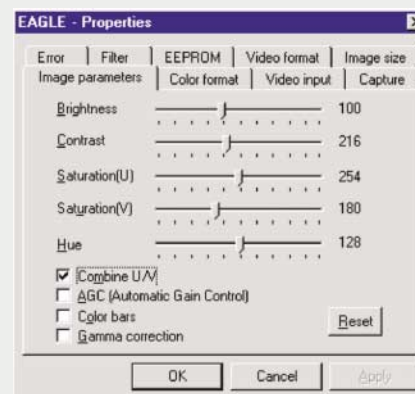 EAGLE - Properties
Error Filter EEPROM Video format Image size
Image parameters Color format Video input Capture
Brightness 100
Contrast 216
Saturation(U) 254
Saturation(V) 180
Hue 128
Combine U/V
AGC (Automatic Gain Control)
Color bars
Reset
Gamma correction
OK Cancel Apply